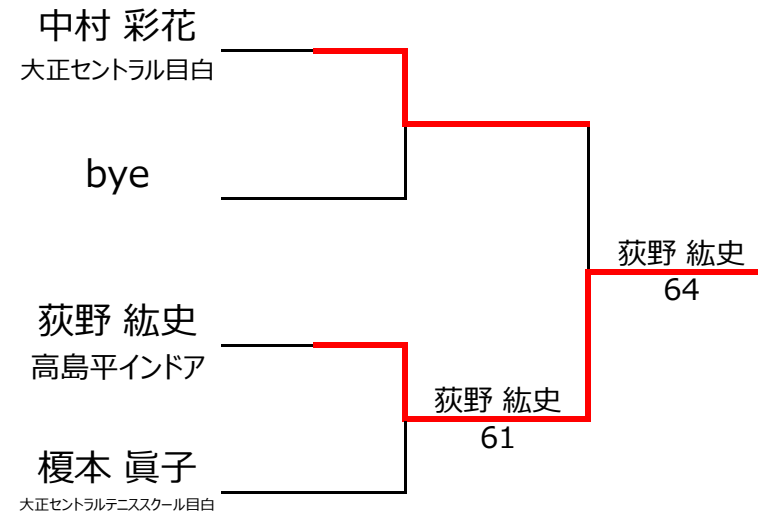 中村 彩花
大正セントラル目白
bye
荻野 紘史
64
荻野 紘史
高島平インドア
荻野 紘史
61
榎本 眞子
大正セントラルテニススクール目白